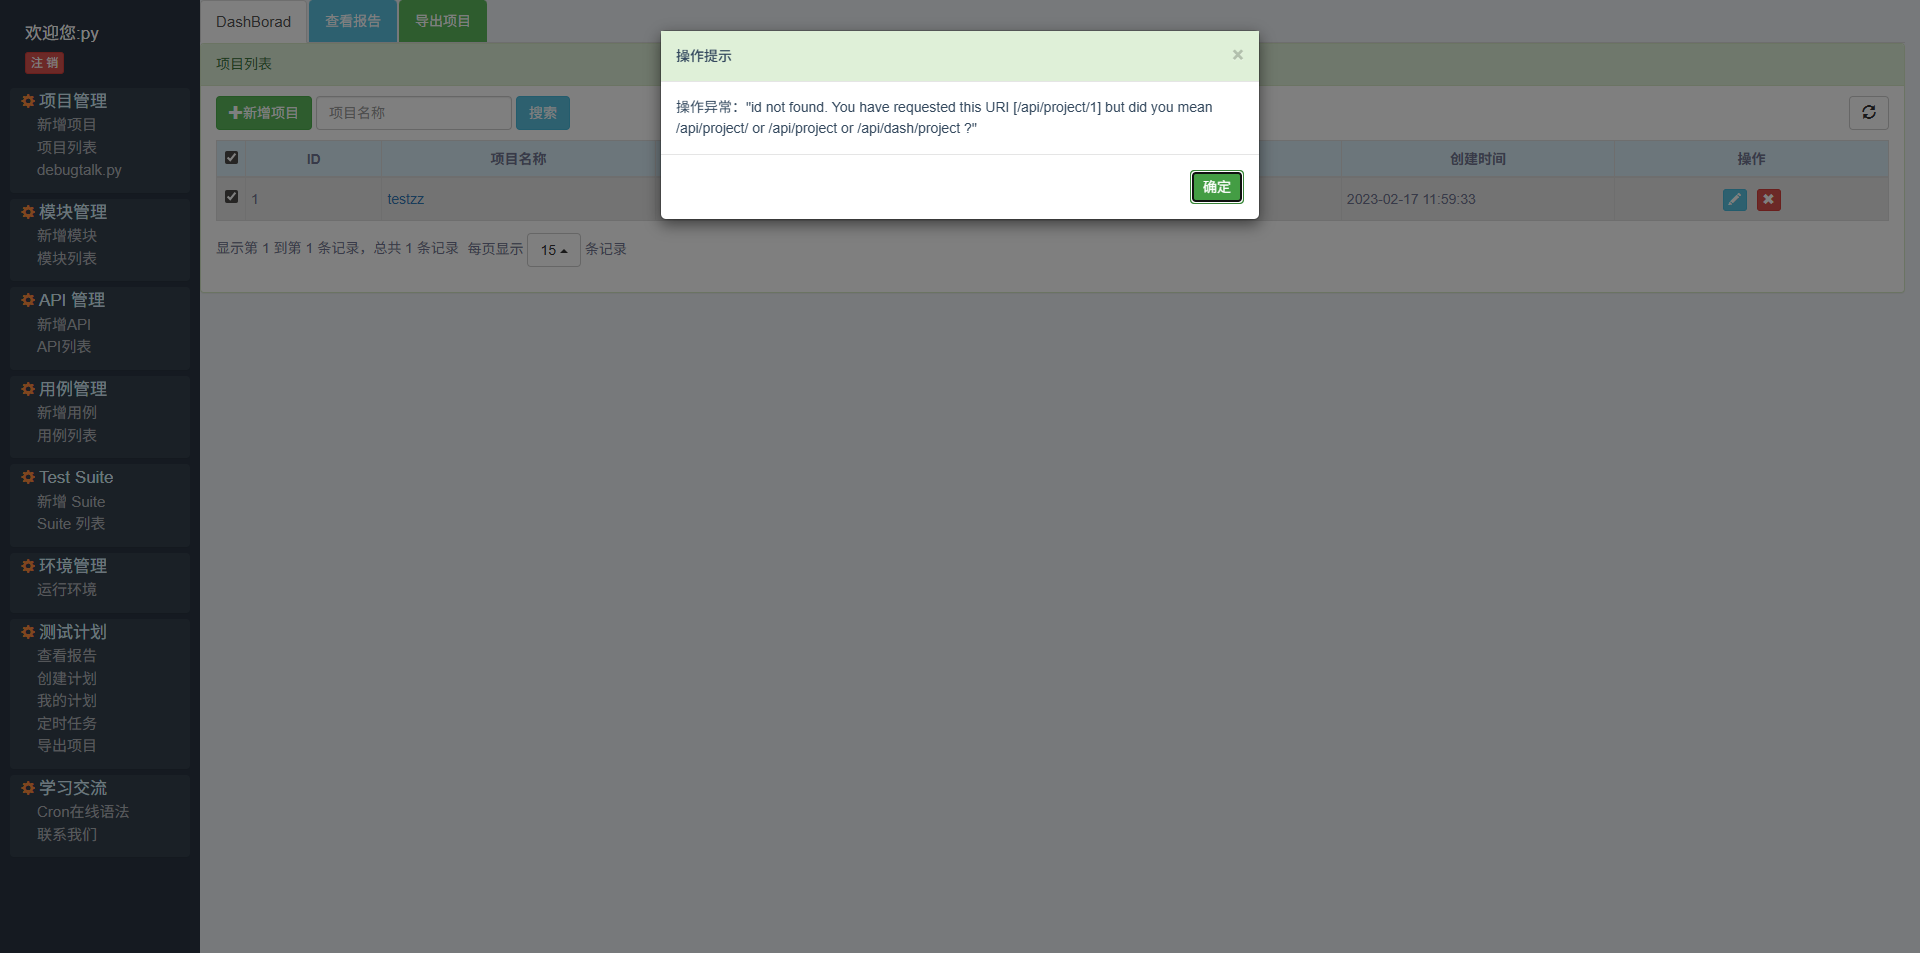 欢迎您:py
注 销
项目管理
新增项目
项目列表
debugtalk.py
模块管理
新增模块
模块列表
API 管理
新增API
API列表
用例管理
新增用例
用例列表
Test Suite
新增 Suite
Suite 列表
环境管理
运行环境
测试计划
查看报告
创建计划
我的计划
定时任务
导出项目
学习交流
Cron在线语法
联系我们
DashBorad
查看报告
导出项目
项目列表
新增项目
项目名称
搜索
ID
项目名称
创建时间
操作
1
testzz
2023-02-17 11:59:33
显示第 1 到第 1 条记录，总共 1 条记录 每页显示 15 条记录
操作提示
×
操作异常："id not found. You have requested this URI [/api/project/1] but did you mean
/api/project/ or /api/project or /api/dash/project ?"
确定